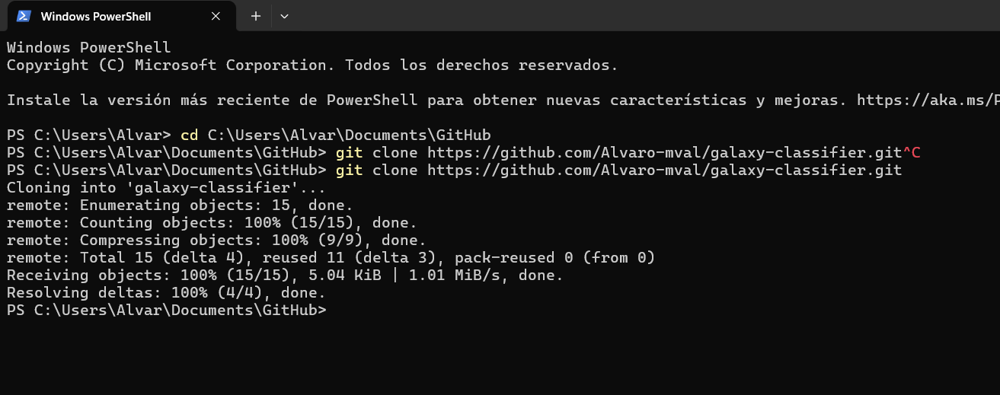 Windows PowerShell
Windows PowerShell
Copyright (C) Microsoft Corporation. Todos los derechos reservados.
Instale la versión más reciente de PowerShell para obtener nuevas características y mejoras. https://aka.ms/P
PS C:\Users\Alvar> cd C:\Users\Alvar\Documents\GitHub
PS C:\Users\Alvar\Documents\GitHub> git clone https://github.com/Alvaro-mval/galaxy-classifier.git^C
PS C:\Users\Alvar\Documents\GitHub> git clone https://github.com/Alvaro-mval/galaxy-classifier.git
Cloning into 'galaxy-classifier'...
remote: Enumerating objects: 15, done.
remote: Counting objects: 100% (15/15), done.
remote: Compressing objects: 100% (9/9), done.
remote: Total 15 (delta 4), reused 11 (delta 3), pack-reused 0 (from 0)
Receiving objects: 100% (15/15), 5.04 KiB | 1.01 MiB/s, done.
Resolving deltas: 100% (4/4), done.
PS C:\Users\Alvar\Documents\GitHub>